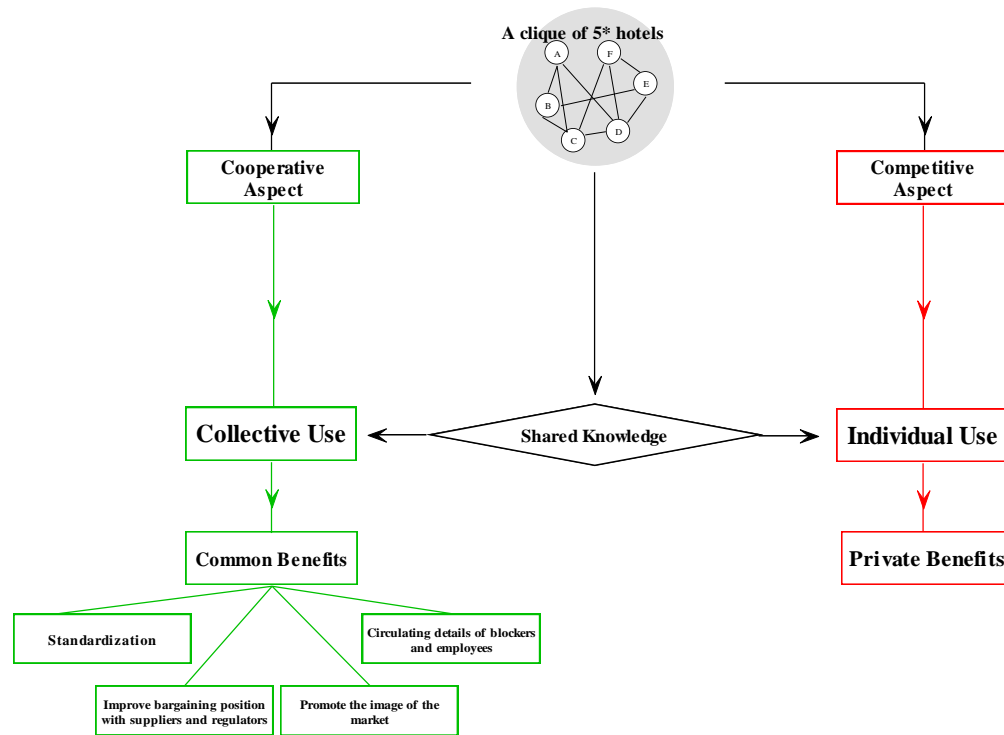 A clique of 5* hotels
A
F
E
B
D
C
Cooperative
Aspect
Competitive
Aspect
Collective Use
Shared Knowledge
Individual Use
Common Benefits
Private Benefits
Standardization
Circulating details of blockers
and employees
Improve bargaining position
with suppliers and regulators
Promote the image of the
market